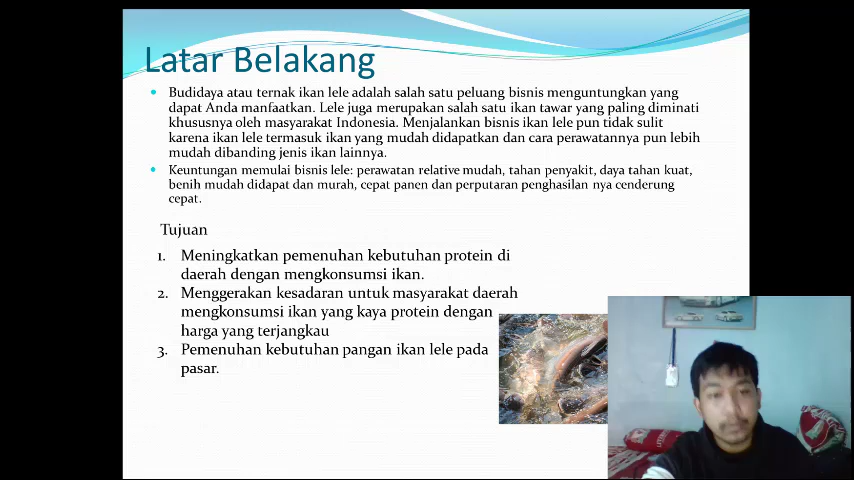 Latar Belakang
Budidaya atau ternak ikan lele adalah salah satu peluang bisnis menguntungkan yang
dapat Anda manfaatkan. Lele juga merupakan salah satu ikan tawar yang paling diminati
khususnya oleh masyarakat Indonesia. Menjalankan bisnis ikan lele pun tidak sulit
karena ikan lele termasuk ikan yang mudah didapatkan dan cara perawatannya pun lebih
mudah dibanding jenis ikan lainnya.
Keuntungan memulai bisnis lele: perawatan relative mudah, tahan penyakit, daya tahan kuat,
benih mudah didapat dan murah, cepat panen dan perputaran penghasilan nya cenderung
cepat.
Tujuan
1. Meningkatkan pemenuhan kebutuhan protein di
daerah dengan mengkonsumsi ikan.
2. Menggerakan kesadaran untuk masyarakat daerah
mengkonsumsi ikan yang kaya protein dengan
harga yang terjangkau
3. Pemenuhan kebutuhan pangan ikan lele pada
pasar.